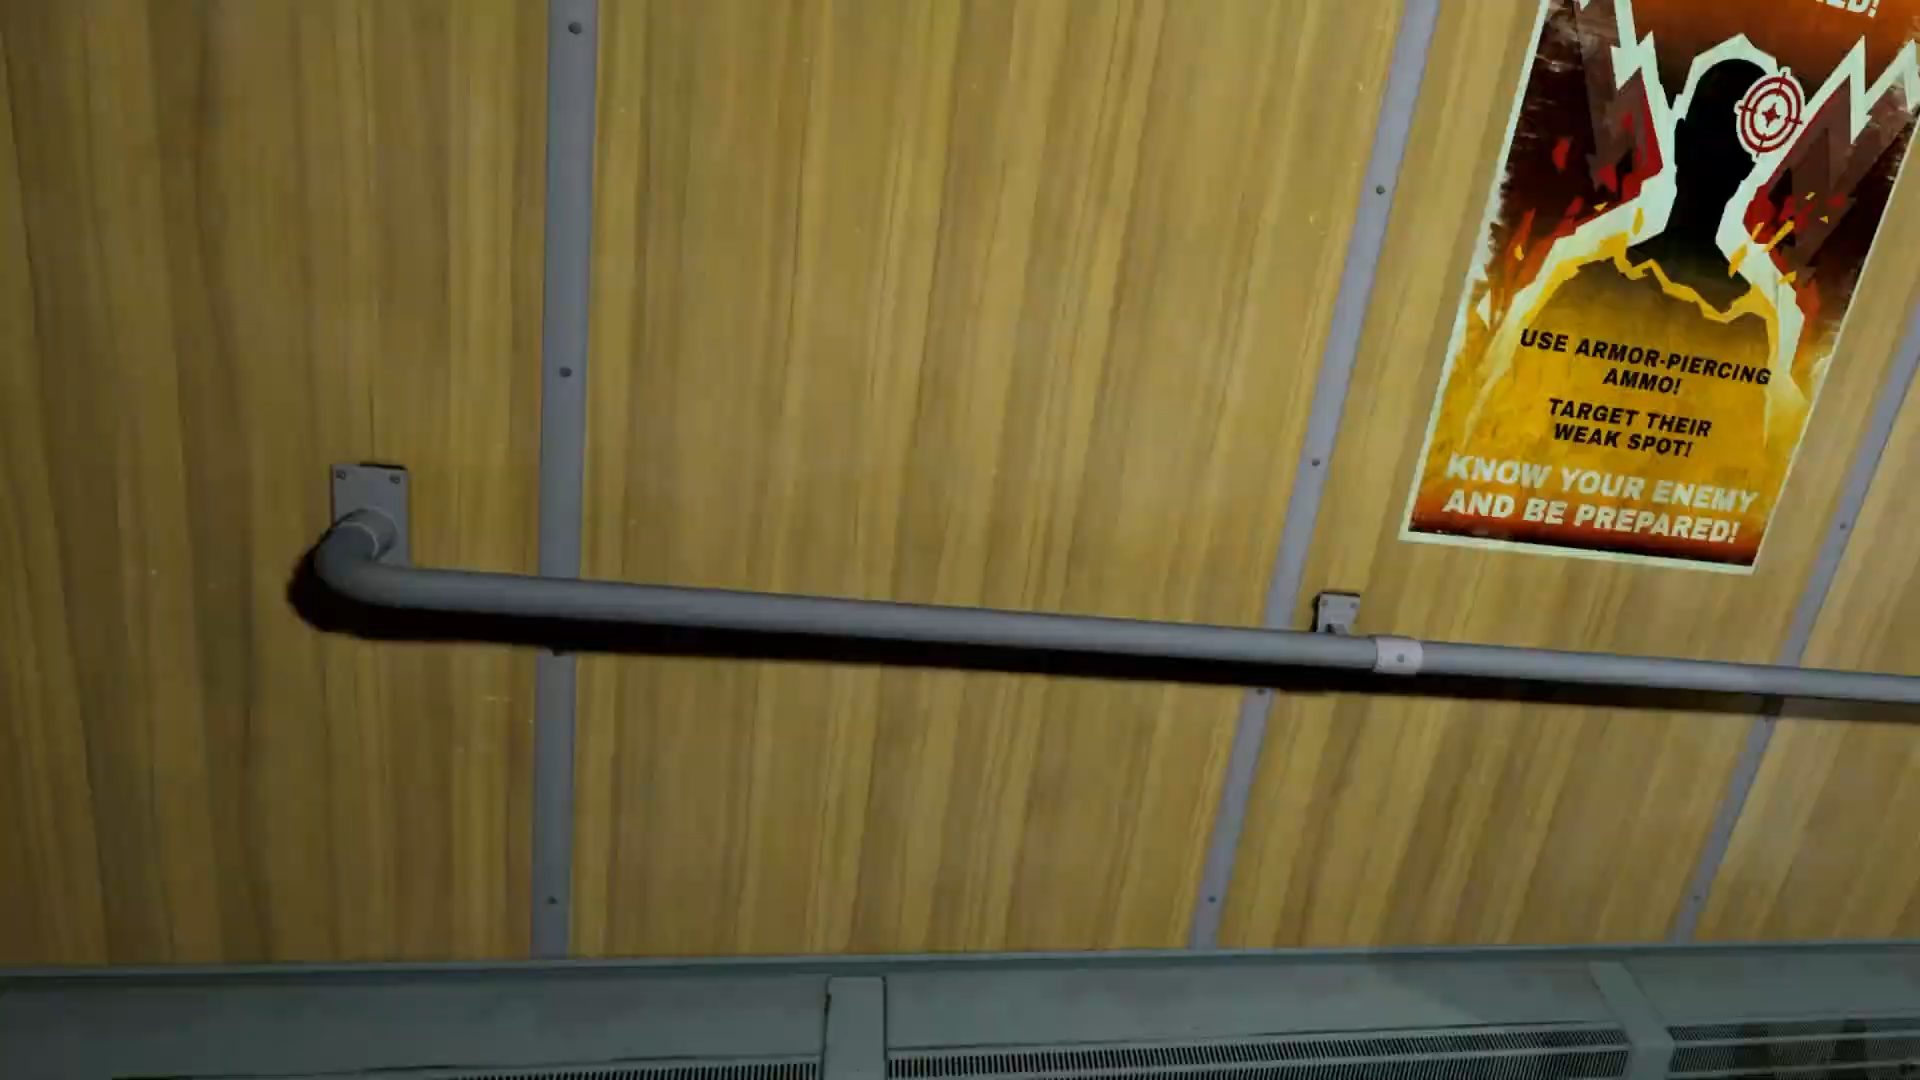 USE ARMOR-PIERCING
AMMO!
TARGET THEIR
WEAK SPOT!
KNOW YOUR ENEMY
AND BE PREPARED!